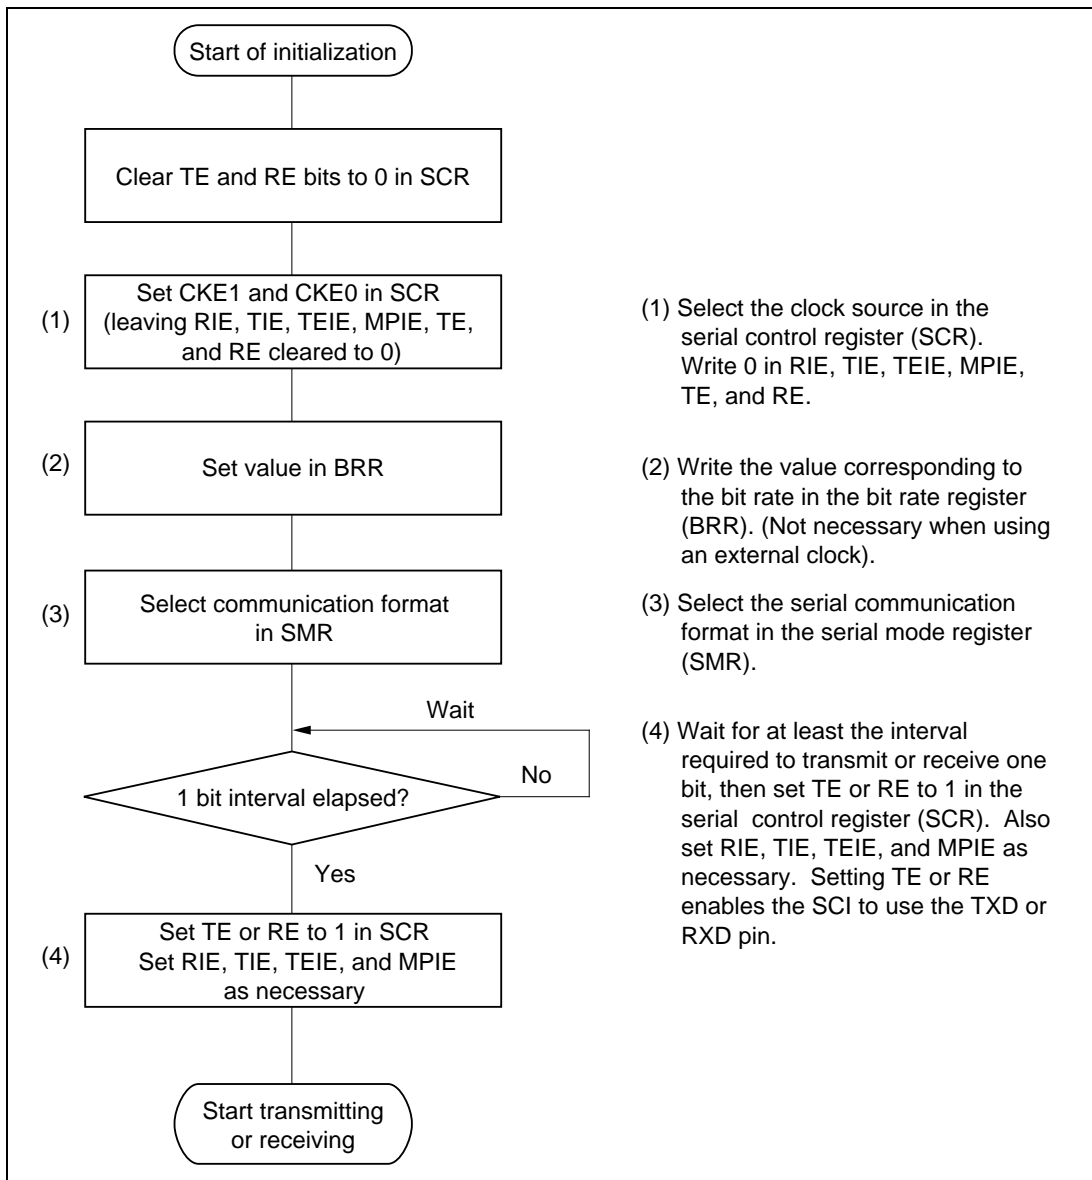 Start of initialization
Clear TE and RE bits to 0 in SCR
(1)
Set CKE1 and CKE0 in SCR
(leaving RIE, TIE, TEIE, MPIE, TE,
and RE cleared to 0)
(2)
Set value in BRR
(3)
Select communication format
in SMR
Wait
No
1 bit interval elapsed?
Yes
(4)
Set TE or RE to 1 in SCR
Set RIE, TIE, TEIE, and MPIE
as necessary
Start transmitting
or receiving
(1) Select the clock source in the
serial control register (SCR).
Write 0 in RIE, TIE, TEIE, MPIE,
TE, and RE.
(2) Write the value corresponding to
the bit rate in the bit rate register
(BRR). (Not necessary when using
an external clock).
(3) Select the serial communication
format in the serial mode register
(SMR).
(4) Wait for at least the interval
required to transmit or receive one
bit, then set TE or RE to 1 in the
serial control register (SCR). Also
set RIE, TIE, TEIE, and MPIE as
necessary. Setting TE or RE
enables the SCI to use the TXD or
RXD pin.